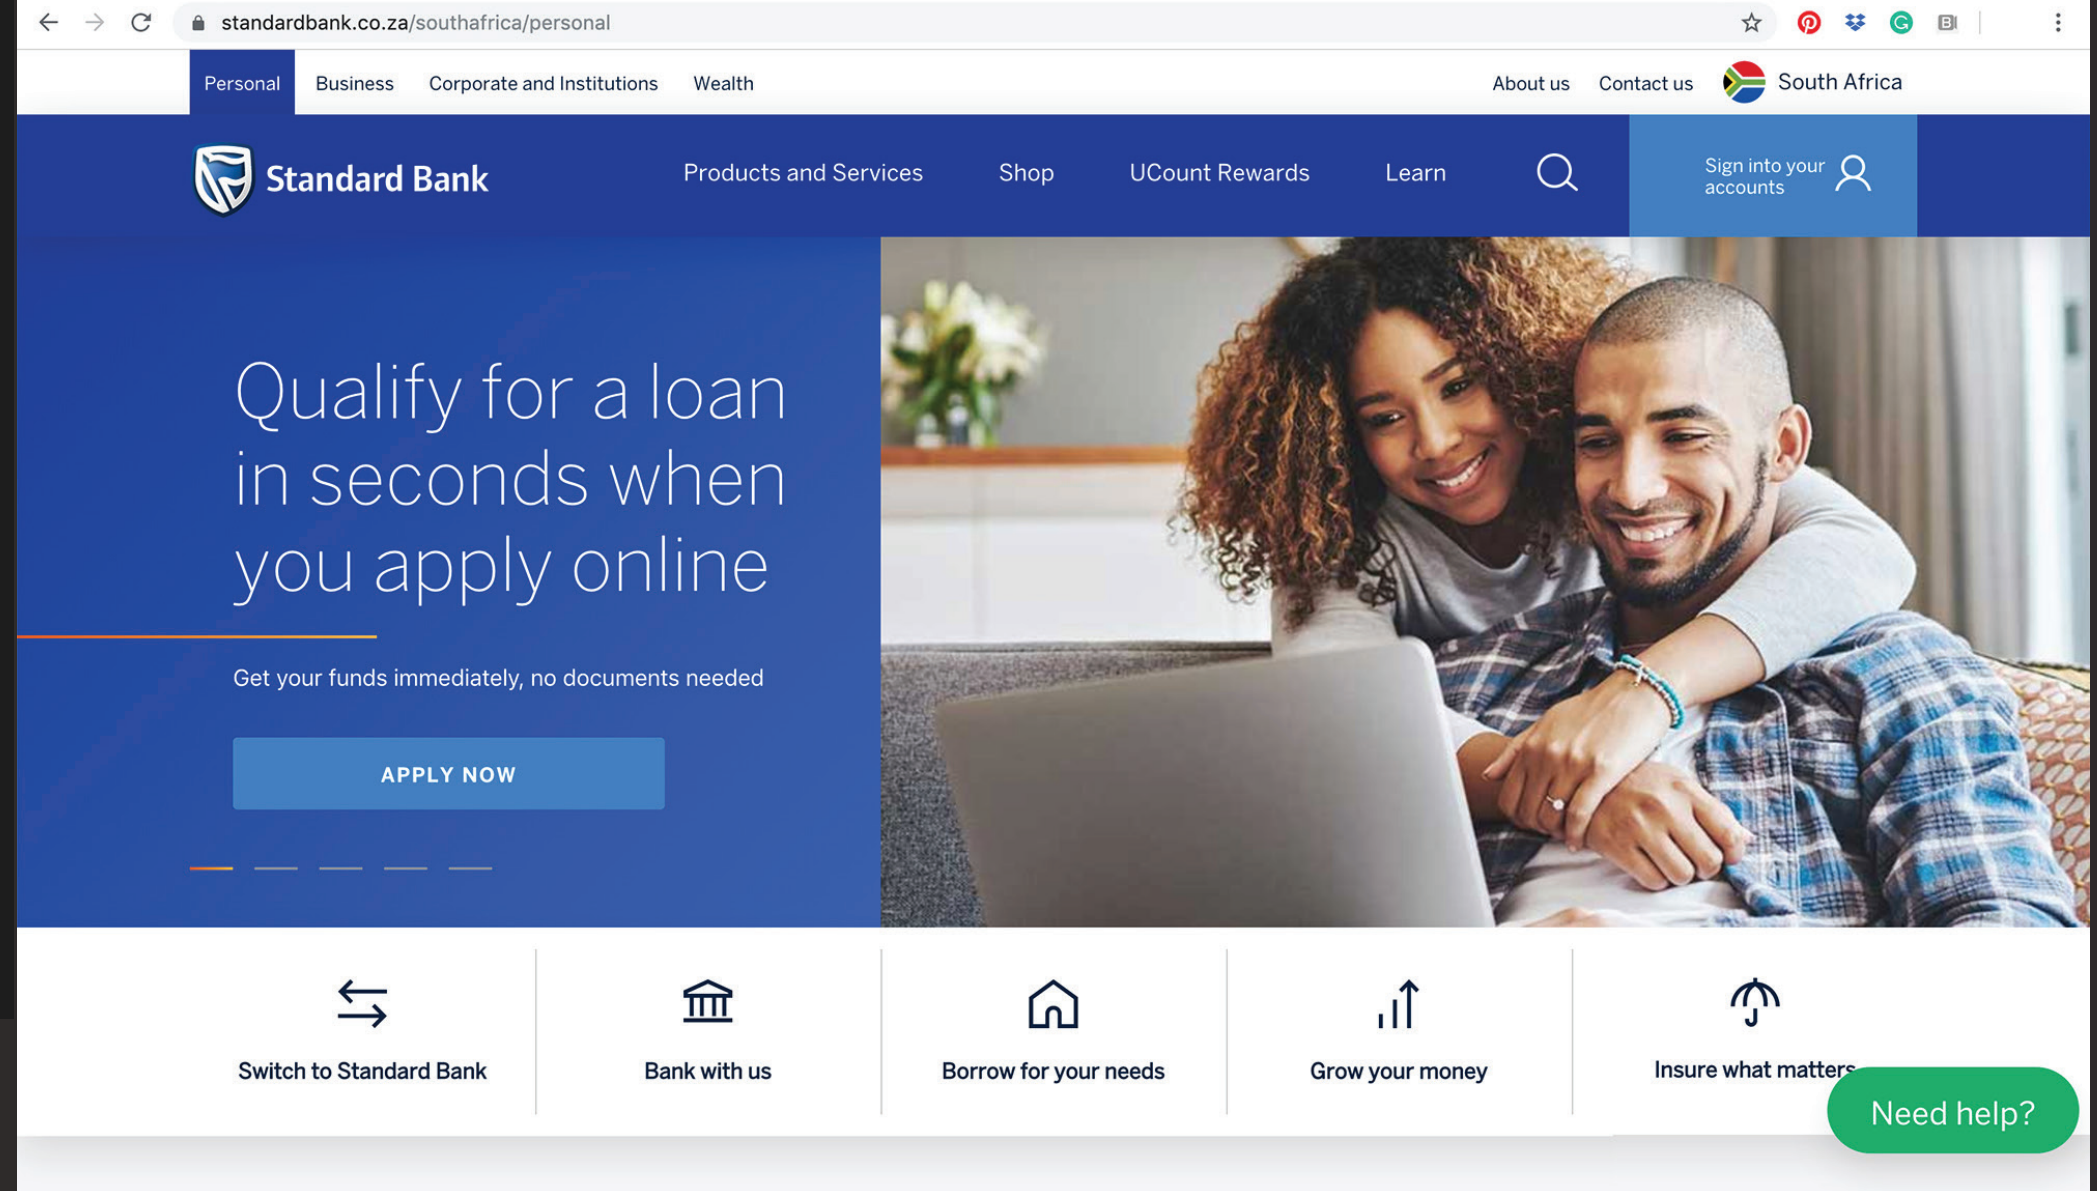 standardbank.co.za/southafrica/personal
Personal Business Corporate and Institutions Wealth About us Contact us South Africa
Standard Bank Products and Services Shop UCount Rewards Learn Sign into your
accounts
Qualify for a loan
in seconds when
you apply online
Get your funds immediately, no documents needed
APPLY NOW
Switch to Standard Bank Bank with us Borrow for your needs Grow your money Insure what matters
Need help?